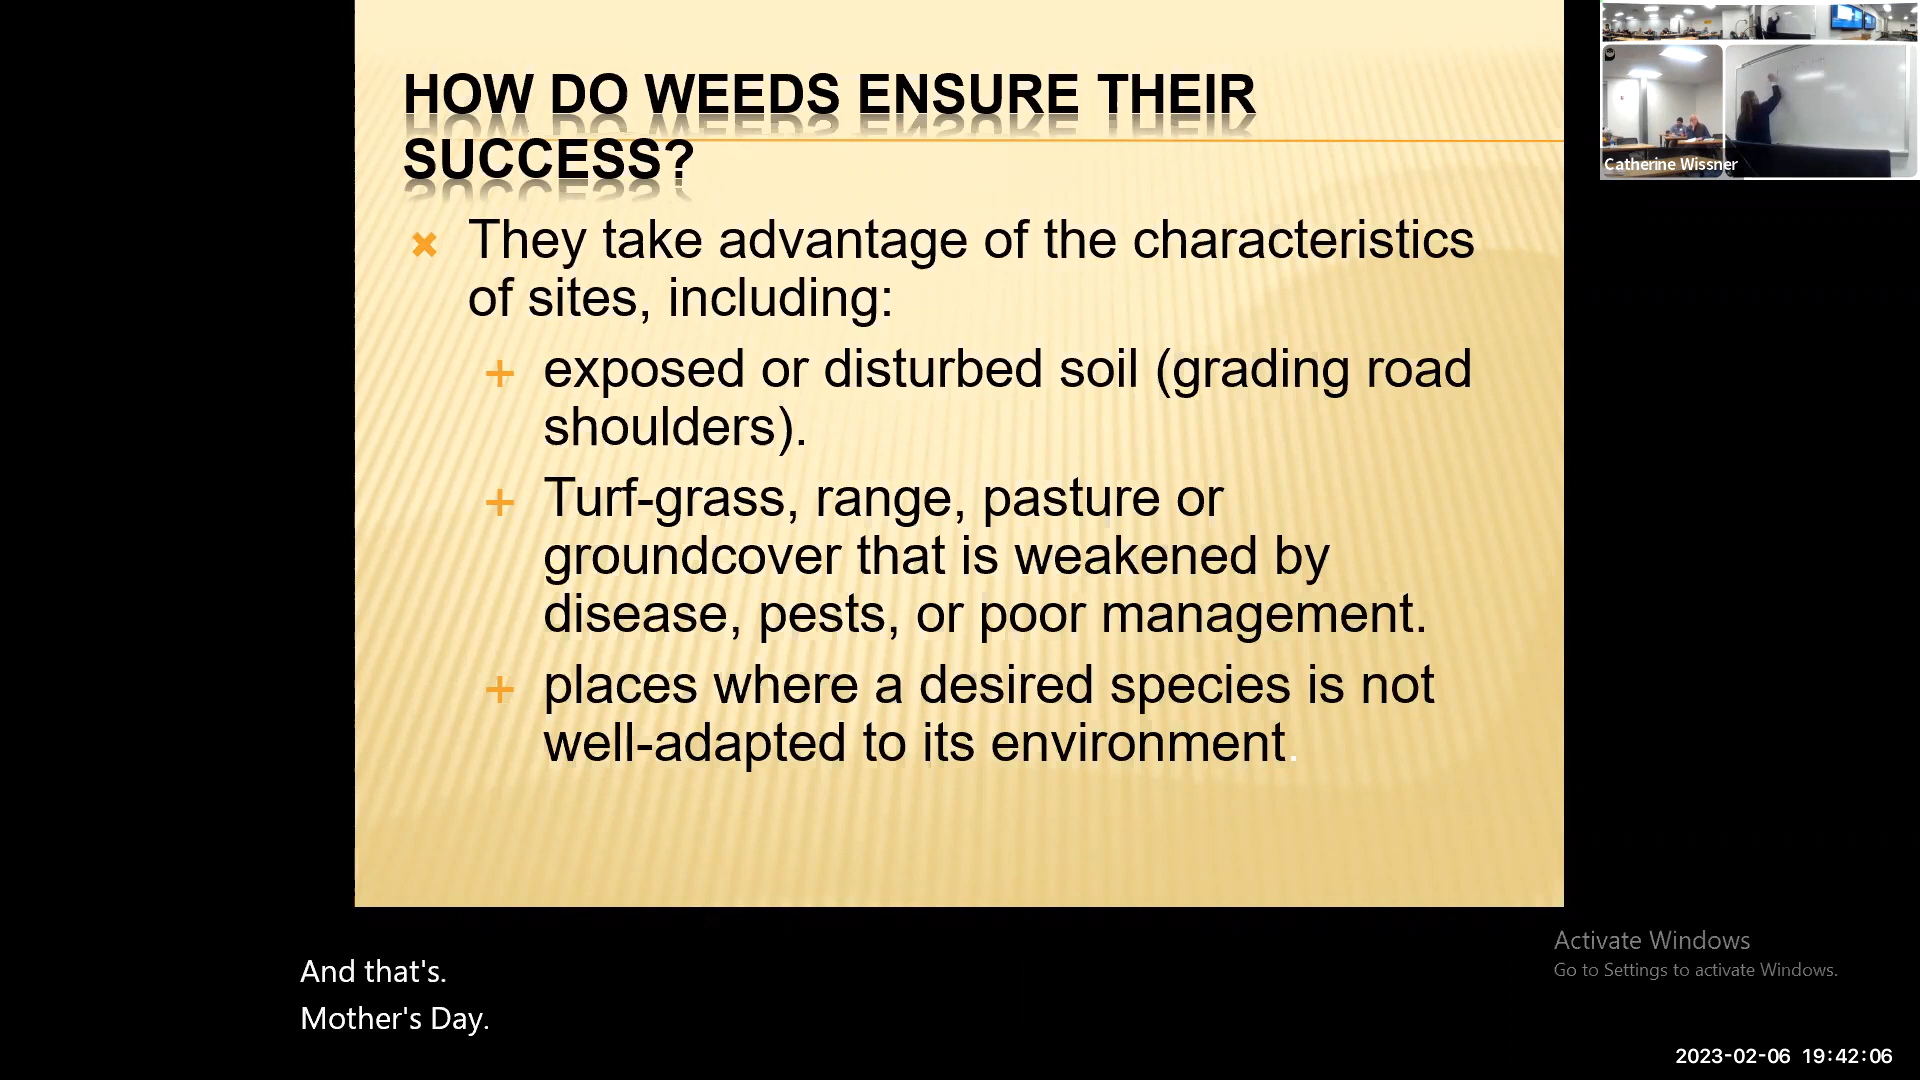 HOW DO WEEDS ENSURE THEIR
SUCCESS?
They take advantage of the characteristics
of sites, including:
exposed or disturbed soil (grading road
shoulders).
Turf-grass, range, pasture or
groundcover that is weakened by
disease, pests, or poor management.
places where a desired species is not
well-adapted to its environment.
Catherine Wissner
And that's.
Mother's Day.
Activate Windows
Go to Settings to activate Windows.
2023-02-06 19:42:06